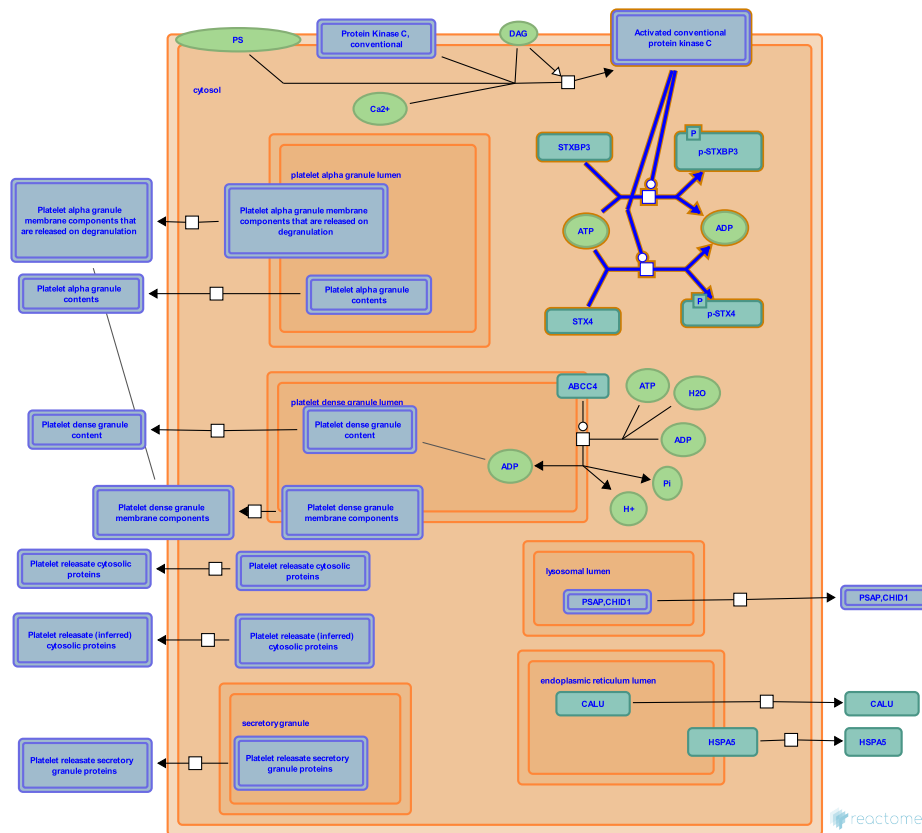 PS
Protein Kinase C,
conventional
DAG
Activated conventional
protein kinase C
cytosol
Ca2+
STXBP3
P
p-STXBP3
platelet alpha granule lumen
Platelet alpha granule
membrane components that
are released on degranulation
Platelet alpha granule membrane
components that are released on
degranulation
ATP
ADP
Platelet alpha granule
contents
Platelet alpha granule
contents
STX4
P
p-STX4
ABCC4
ATP
H2O
platelet dense granule lumen
Platelet dense granule
content
Platelet dense granule
content
ADP
ADP
Pi
H+
Platelet dense granule
membrane components
Platelet dense granule
membrane components
Platelet releasate cytosolic
proteins
Platelet releasate cytosolic
proteins
lysosomal lumen
PSAP,CHID1
PSAP,CHID1
Platelet releasate (inferred)
cytosolic proteins
Platelet releasate (inferred)
cytosolic proteins
endoplasmic reticulum lumen
CALU
CALU
secretory granule
HSPA5
HSPA5
Platelet releasate secretory
granule proteins
Platelet releasate secretory
granule proteins
reactome